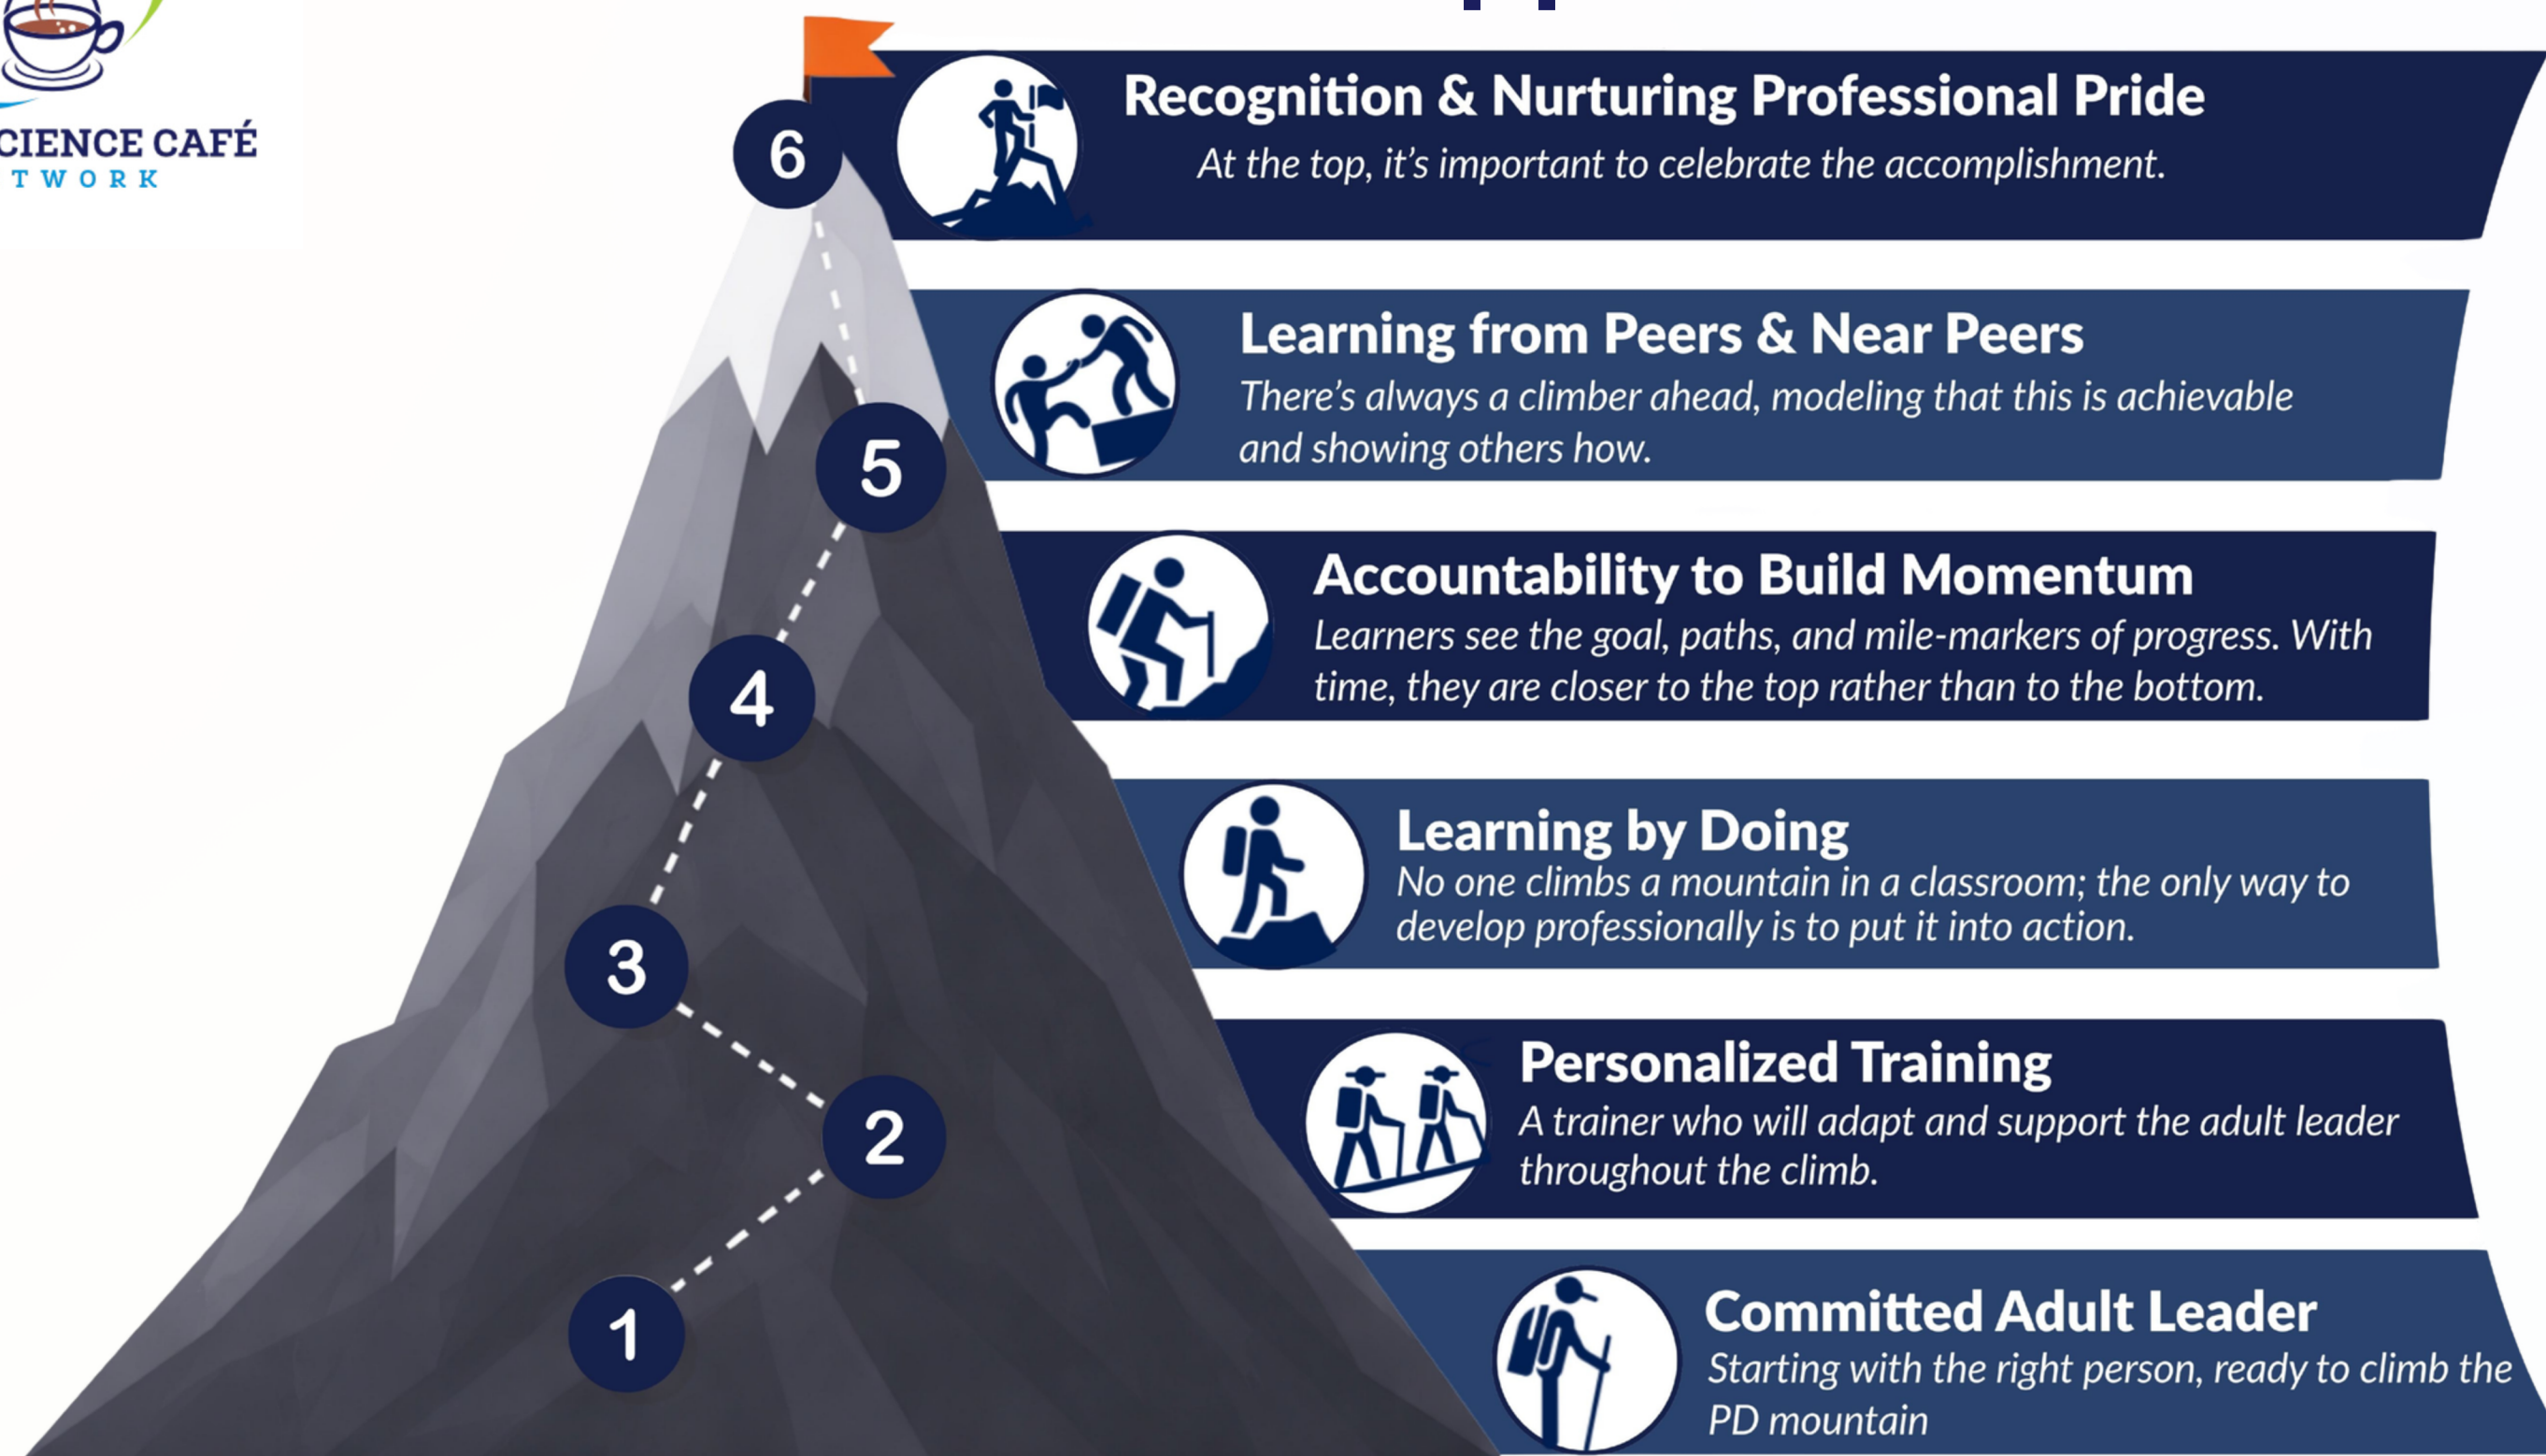 CIENCE CAFÉ
TWORK
6
Recognition & Nurturing Professional Pride
At the top, it’s important to celebrate the accomplishment.
5
Learning from Peers & Near Peers
There’s always a climber ahead, modeling that this is achievable
and showing others how.
4
Accountability to Build Momentum
Learners see the goal, paths, and mile-markers of progress. With
time, they are closer to the top rather than to the bottom.
3
Learning by Doing
No one climbs a mountain in a classroom; the only way to
develop professionally is to put it into action.
2
Personalized Training
A trainer who will adapt and support the adult leader
throughout the climb.
1
Committed Adult Leader
Starting with the right person, ready to climb the
PD mountain